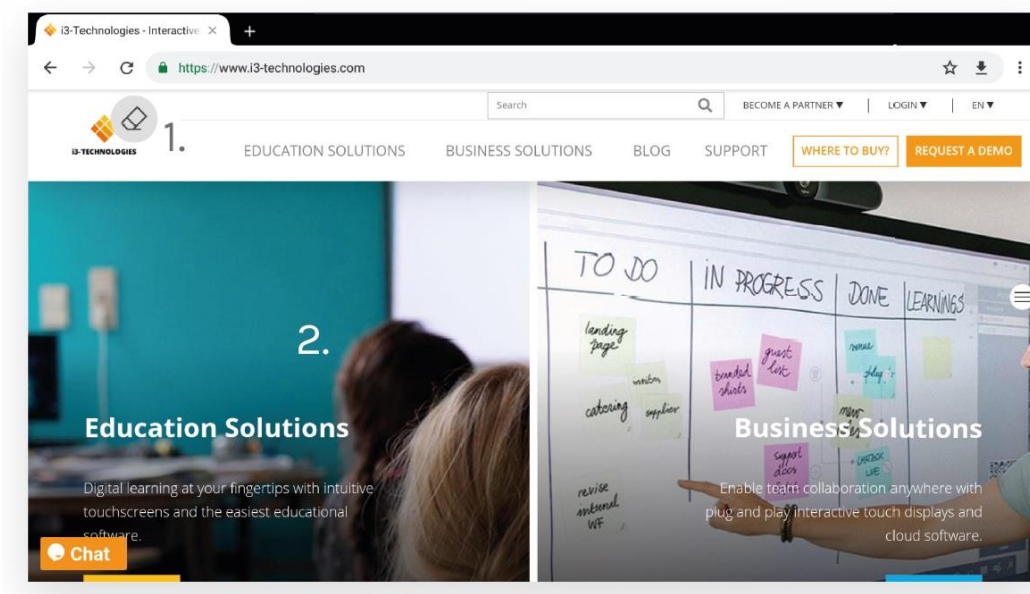 i3-Technologies - Interactive
https://www.i3-technologies.com
Search
BECOME A PARTNER ▼
LOGIN ▼
EN ▼
i3-TECHNOLOGIES
1.
EDUCATION SOLUTIONS
BUSINESS SOLUTIONS
BLOG
SUPPORT
WHERE TO BUY?
REQUEST A DEMO
2.
Education Solutions
Digital learning at your fingertips with intuitive
touchscreens and the easiest educational
software.
Chat
TO DO
IN PROGRESS
DONE
LEARNINGS
landing
page
catering
supplier
revise
WF
branded
shirts
guest
list
venue
new
support
docs
CHATBOX
LIVE
Business Solutions
Enable team collaboration anywhere with
plug and play interactive touch displays and
cloud software.